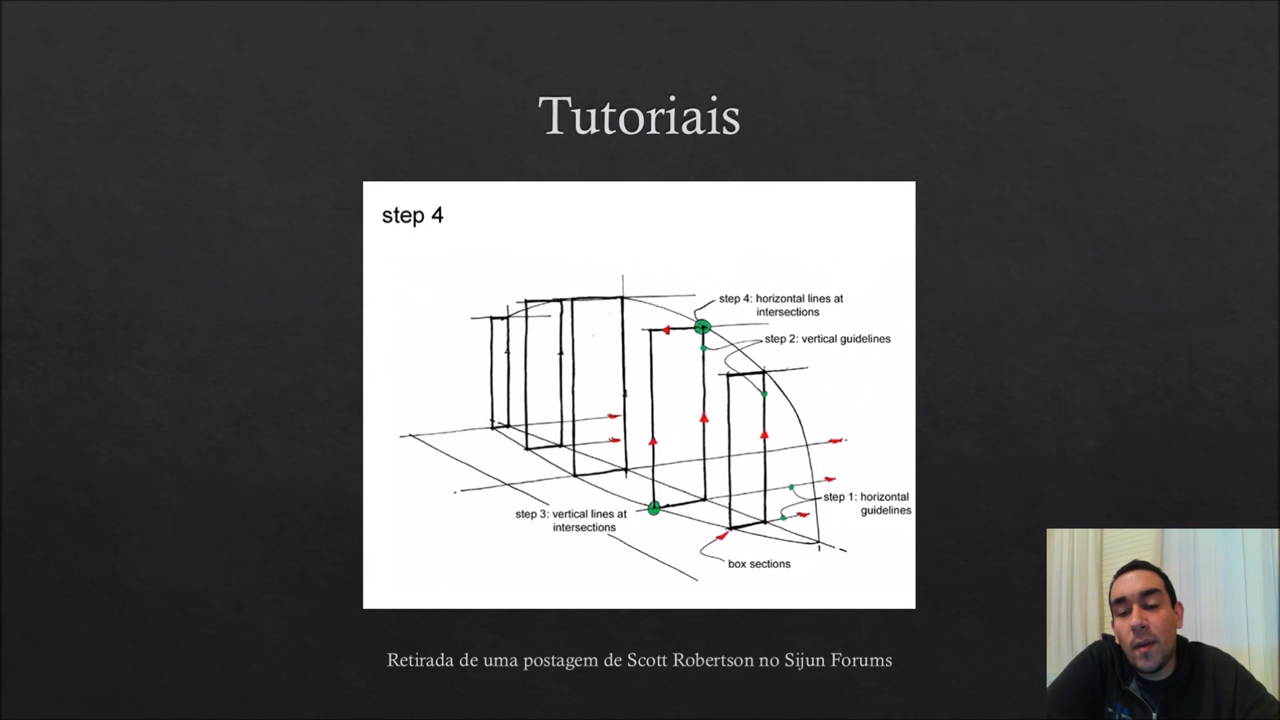 Tutoriais
step 4
step 4: horizontal lines at
intersections
step 2: vertical guidelines
step 1: horizontal
guidelines
step 3: vertical lines at
intersections
box sections
Retirada de uma postagem de Scott Robertson no Sijun Forums